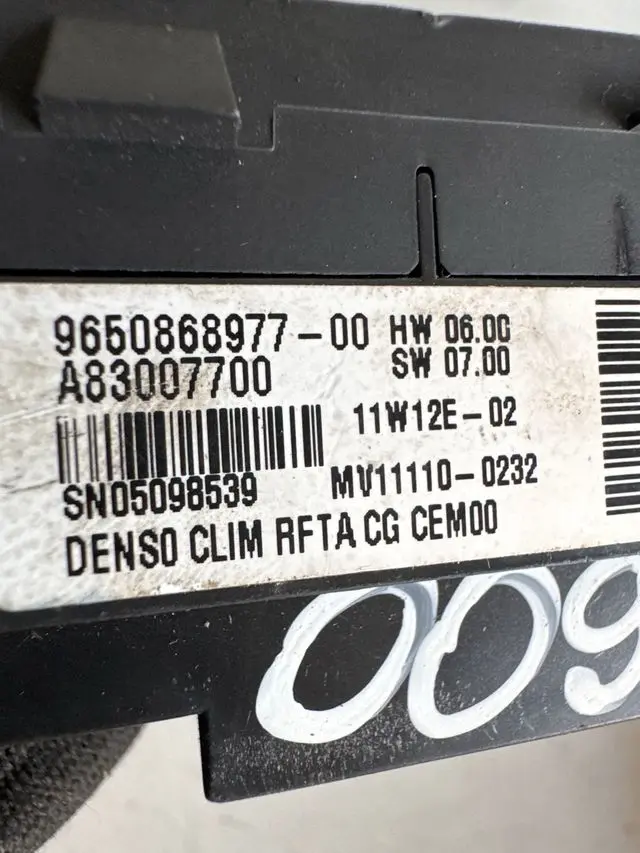 9650868977-00 HW 06.00
A83007700 SW 07.00
11W12E-02
SN05098539 MV11110-0232
DENSO CLIM RFTA CG CEM00
009